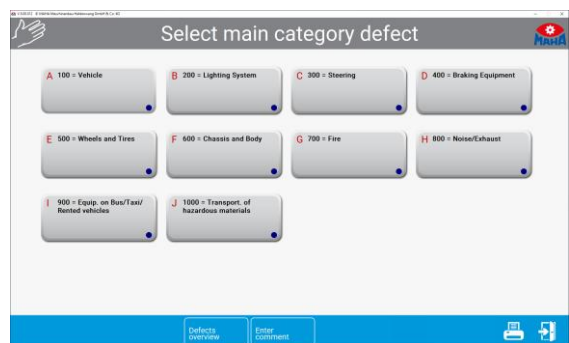 Select main category defect
MAHA
A 100 = Vehicle
B 200 = Lighting System
C 300 = Steering
D 400 = Braking Equipment
E 500 = Wheels and Tires
F 600 = Chassis and Body
G 700 = Fire
H 800 = Noise/Exhaust
I 900 = Equip. on Bus/Taxi/
Rented vehicles
J 1000 = Transport. of
hazardous materials
Defects
overview
Enter
comment